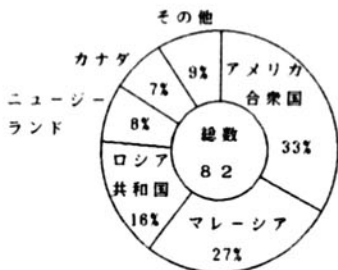 その他
9%
カナダ
7%
ニュージー
ランド
8%
アメリカ
合衆国
33%
総数
82
ロシア
共和国
16%
マレーシア
27%